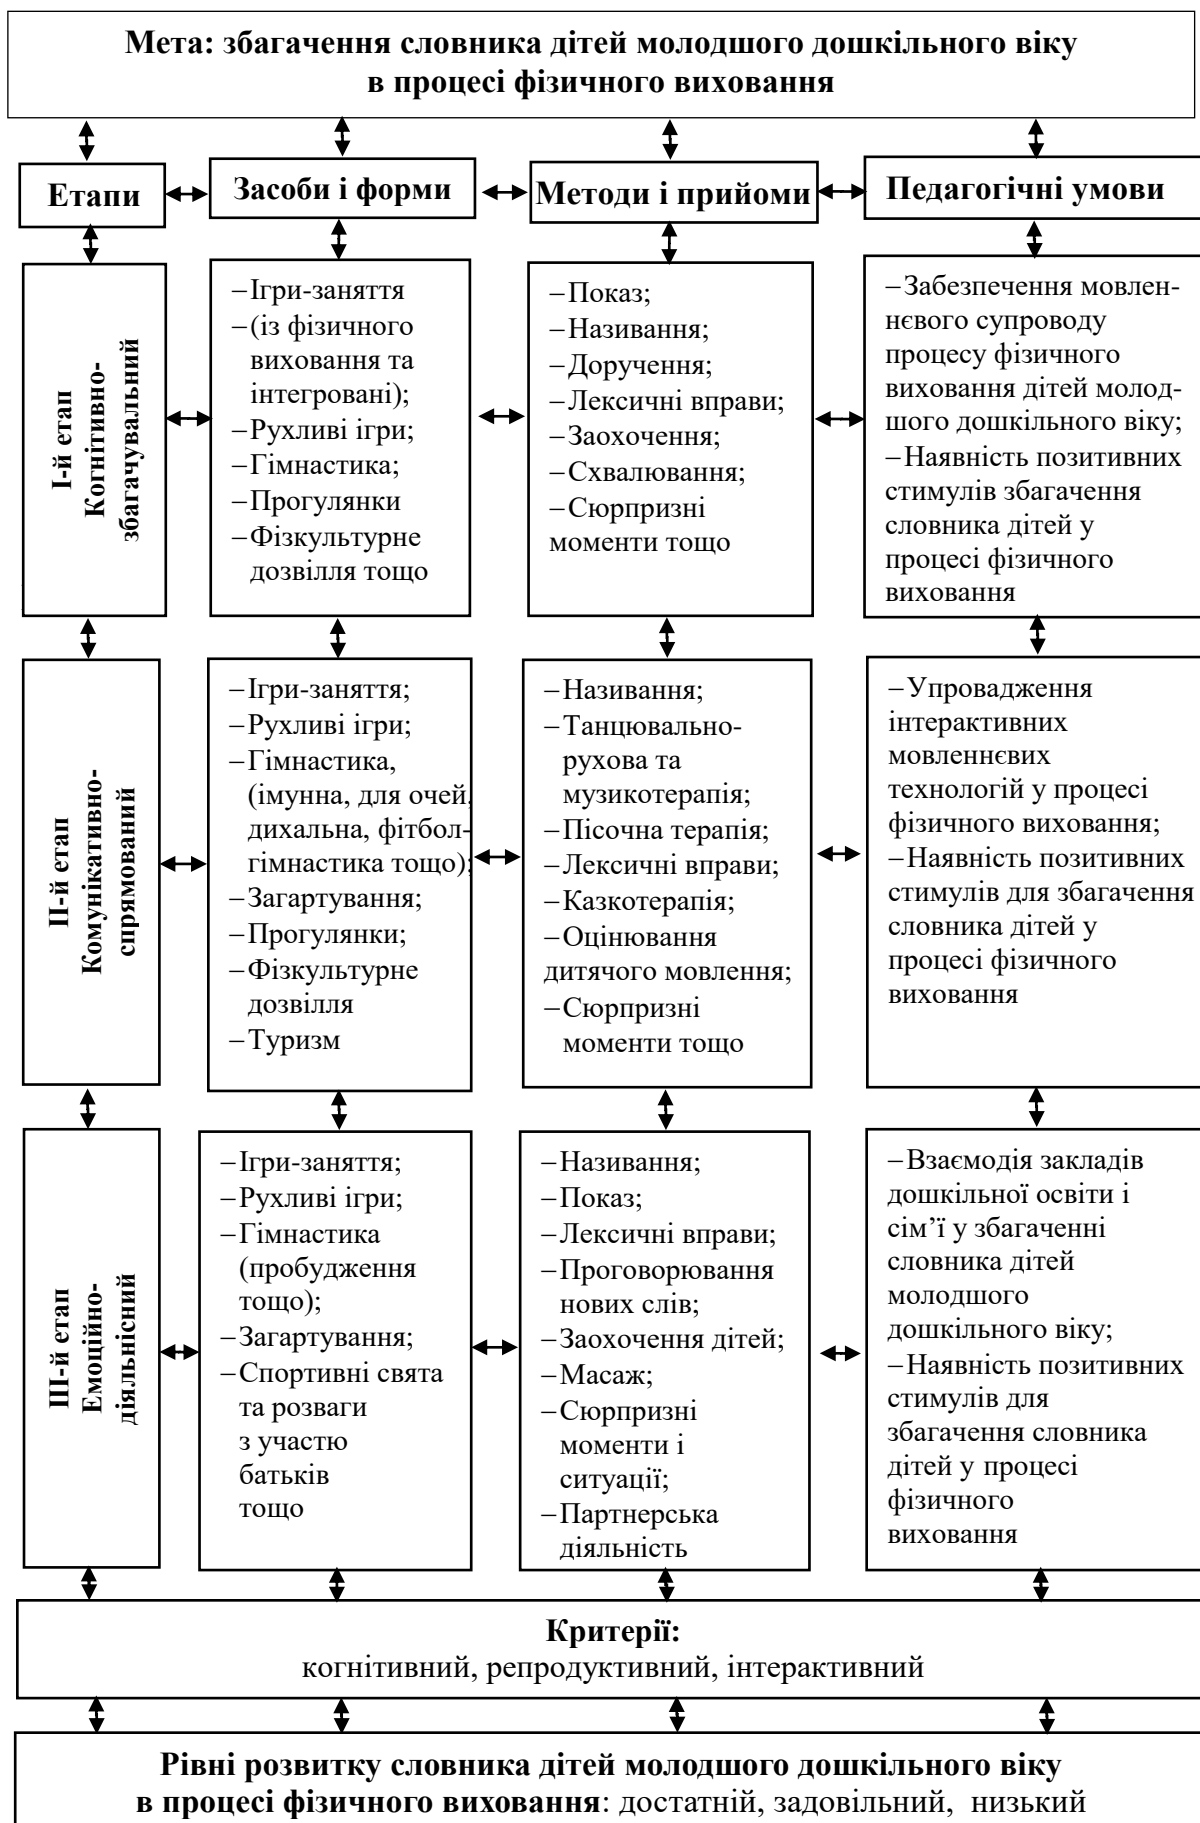 Мета: збагачення словника дітей молодшого дошкільного віку
в процесі фізичного виховання
Етапи
Засоби і форми
Методи і прийоми
Педагогічні умови
І-й етап
Когнітивно-
збагачувальний
–Ігри-заняття
–(із фізичного
виховання та
інтегровані);
–Рухливі ігри;
–Гімнастика;
–Прогулянки
–Фізкультурне
дозвілля тощо
–Показ;
–Називання;
–Доручення;
–Лексичні вправи;
–Заохочення;
–Схвалювання;
–Сюрпризні
моменти тощо
–Забезпечення мовлен-
нєвого супроводу
процесу фізичного
виховання дітей молод-
шого дошкільного віку;
–Наявність позитивних
стимулів збагачення
словника дітей у
процесі фізичного
виховання
ІІ-й етап
Комунікативно-
спрямований
–Ігри-заняття;
–Рухливі ігри;
–Гімнастика,
(імунна, для очей,
дихальна, фітбол-
гімнастика тощо);
–Загартування;
–Прогулянки;
–Фізкультурне
дозвілля
–Туризм
–Називання;
–Танцювально-
рухова та
музикотерапія;
–Пісочна терапія;
–Лексичні вправи;
–Казкотерапія;
–Оцінювання
дитячого мовлення;
–Сюрпризні
моменти тощо
–Упровадження
інтерактивних
мовленнєвих
технологій у процесі
фізичного виховання;
–Наявність позитивних
стимулів для збагачення
словника дітей у
процесі фізичного
виховання
ІІІ-й етап
Емоційно-
діяльнісний
–Ігри-заняття;
–Рухливі ігри;
–Гімнастика
(пробудження
тощо);
–Загартування;
–Спортивні свята
та розваги
з участю
батьків
тощо
–Називання;
–Показ;
–Лексичні вправи;
–Проговорювання
нових слів;
–Заохочення дітей;
–Масаж;
–Сюрпризні
моменти і
ситуації;
–Партнерська
діяльність
–Взаємодія закладів
дошкільної освіти і
сім’ї у збагаченні
словника дітей
молодшого
дошкільного віку;
–Наявність позитивних
стимулів для
збагачення словника
дітей у процесі
фізичного
виховання
Критерії:
когнітивний, репродуктивний, інтерактивний
Рівні розвитку словника дітей молодшого дошкільного віку
в процесі фізичного виховання: достатній, задовільний, низький